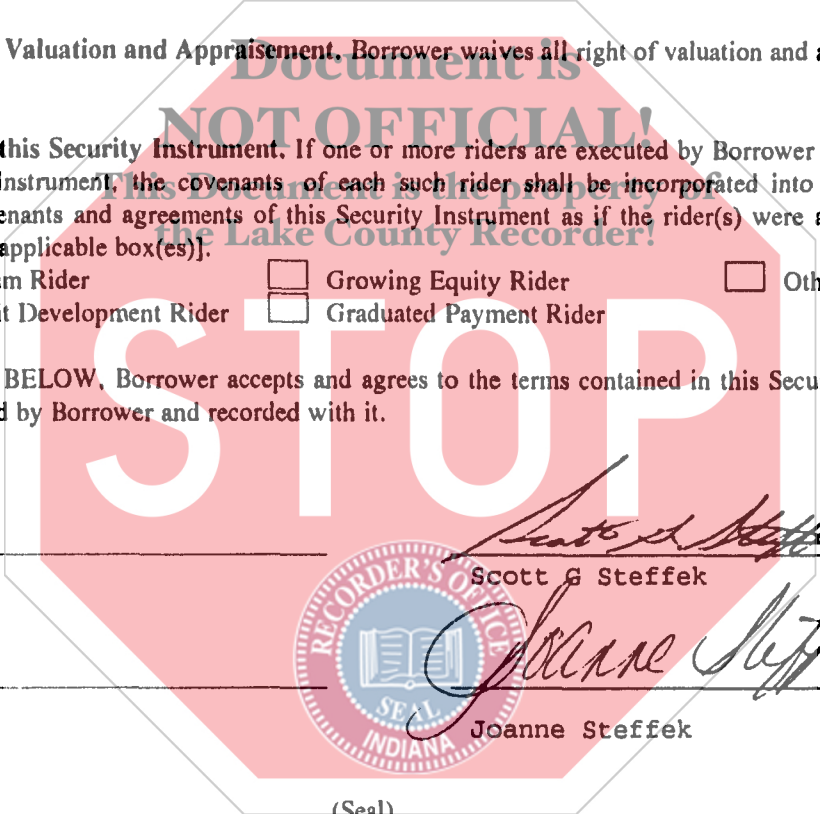 Document is
Valuation and Appraisement. Borrower waives all right of valuation and a
NOT OFFICIAL!
this Security Instrument. If one or more riders are executed by Borrower
instrument, the covenants of each such rider shall be incorporated into
This Document is the property of
enants and agreements of this Security Instrument as if the rider(s) were a
the Lake County Recorder!
applicable box(es)].
m Rider Growing Equity Rider Oth
t Development Rider Graduated Payment Rider
STOP
BELOW, Borrower accepts and agrees to the terms contained in this Secu
d by Borrower and recorded with it.
Scott G Steff
Scott G Steffek
RECORDER'S OFFICE
Joanne Steff
SEAL
INDIANA
Joanne Steffek
(Seal)